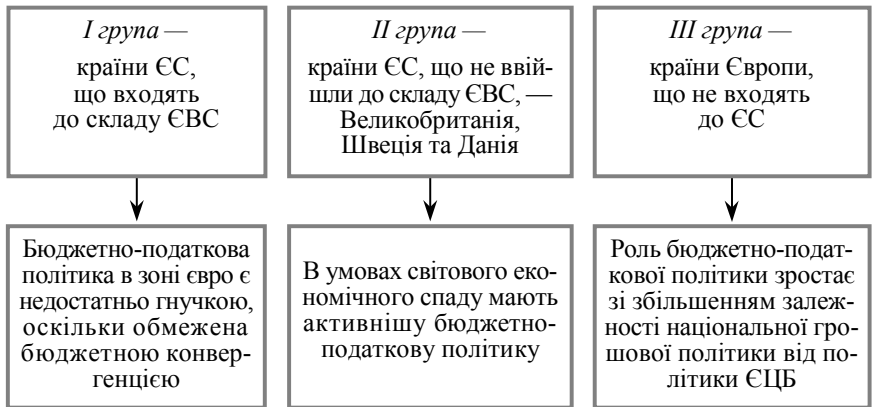 І група —
країни ЄС,
що входять
до складу ЄВС
ІІ група —
країни ЄС, що не ввій-
шли до складу ЄВС, —
Великобританія,
Швеція та Данія
ІІІ група —
країни Європи,
що не входять
до ЄС
Бюджетно-податкова
політика в зоні євро є
недостатньо гнучкою,
оскільки обмежена
бюджетною конвер-
генцією
В умовах світового еко-
номічного спаду мають
активнішу бюджетно-
податкову політику
Роль бюджетно-подат-
кової політики зростає
зі збільшенням залеж-
ності національної гро-
шової політики від по-
літики ЄЦБ